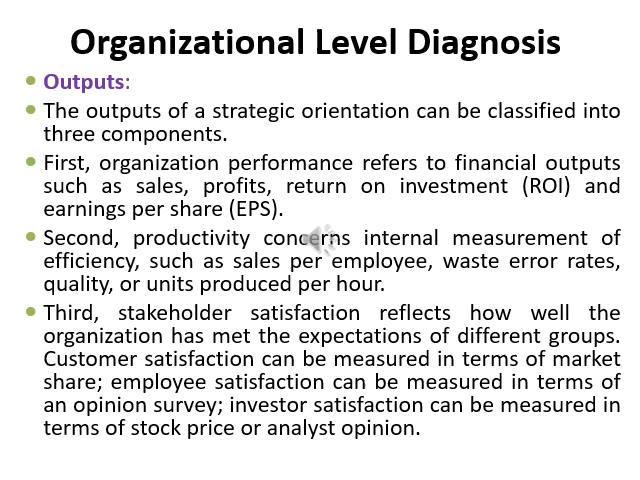 Organizational Level Diagnosis
Outputs:
The outputs of a strategic orientation can be classified into
three components.
First, organization performance refers to financial outputs
such as sales, profits, return on investment (ROI) and
earnings per share (EPS).
Second, productivity concerns internal measurement of
efficiency, such as sales per employee, waste error rates,
quality, or units produced per hour.
Third, stakeholder satisfaction reflects how well the
organization has met the expectations of different groups.
Customer satisfaction can be measured in terms of market
share; employee satisfaction can be measured in terms of
an opinion survey; investor satisfaction can be measured in
terms of stock price or analyst opinion.